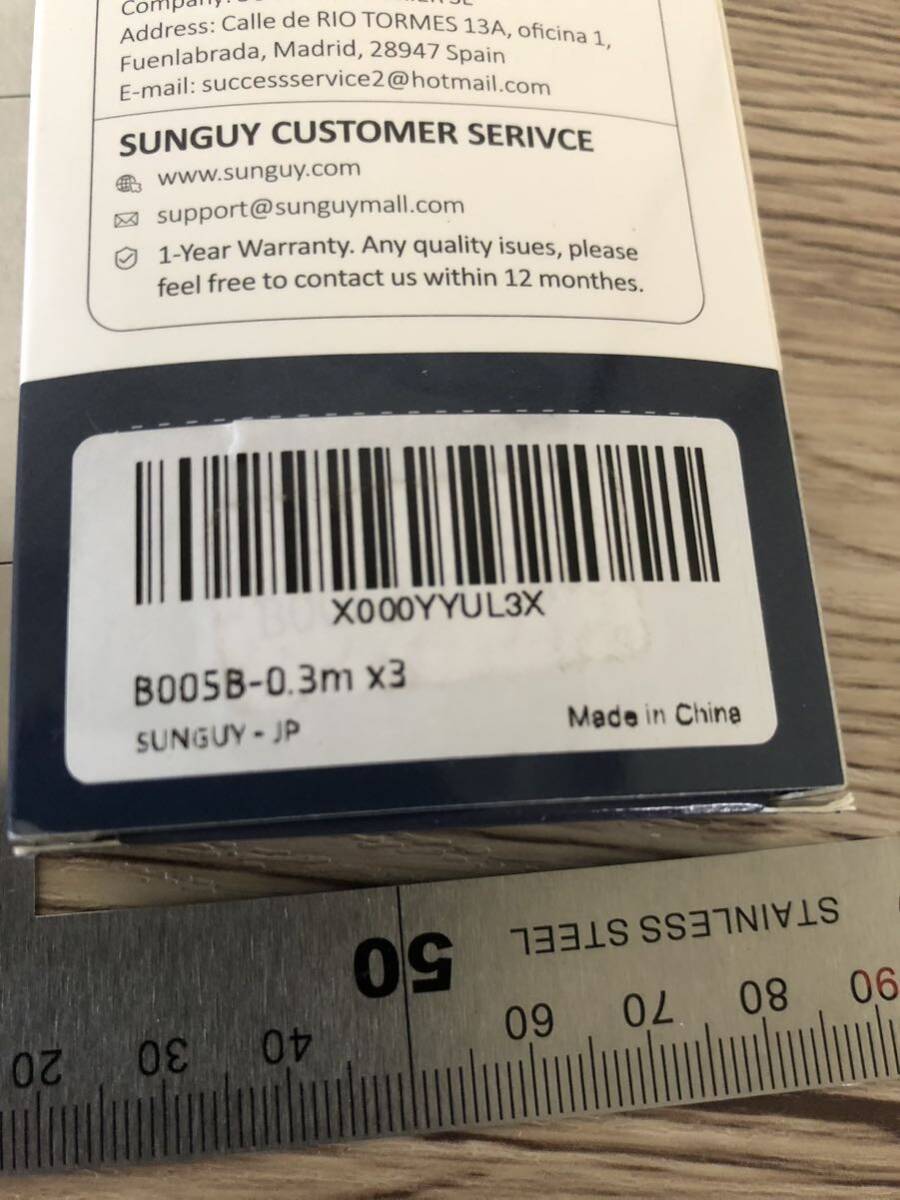 Address: Calle de RIO TORMES 13A, oficina 1,
Fuenlabrada, Madrid, 28947 Spain
E-mail: successservice2@hotmail.com
SUNGUY CUSTOMER SERIVCE
www.sunguy.com
support@sunguymall.com
1-Year Warranty. Any quality isues, please
feel free to contact us within 12 monthes.
X000YYUL3X
B005B-0.3m x3
SUNGUY - JP
Made in China
STAINLESS STEEL
50
20 30 40 60 70 80 90